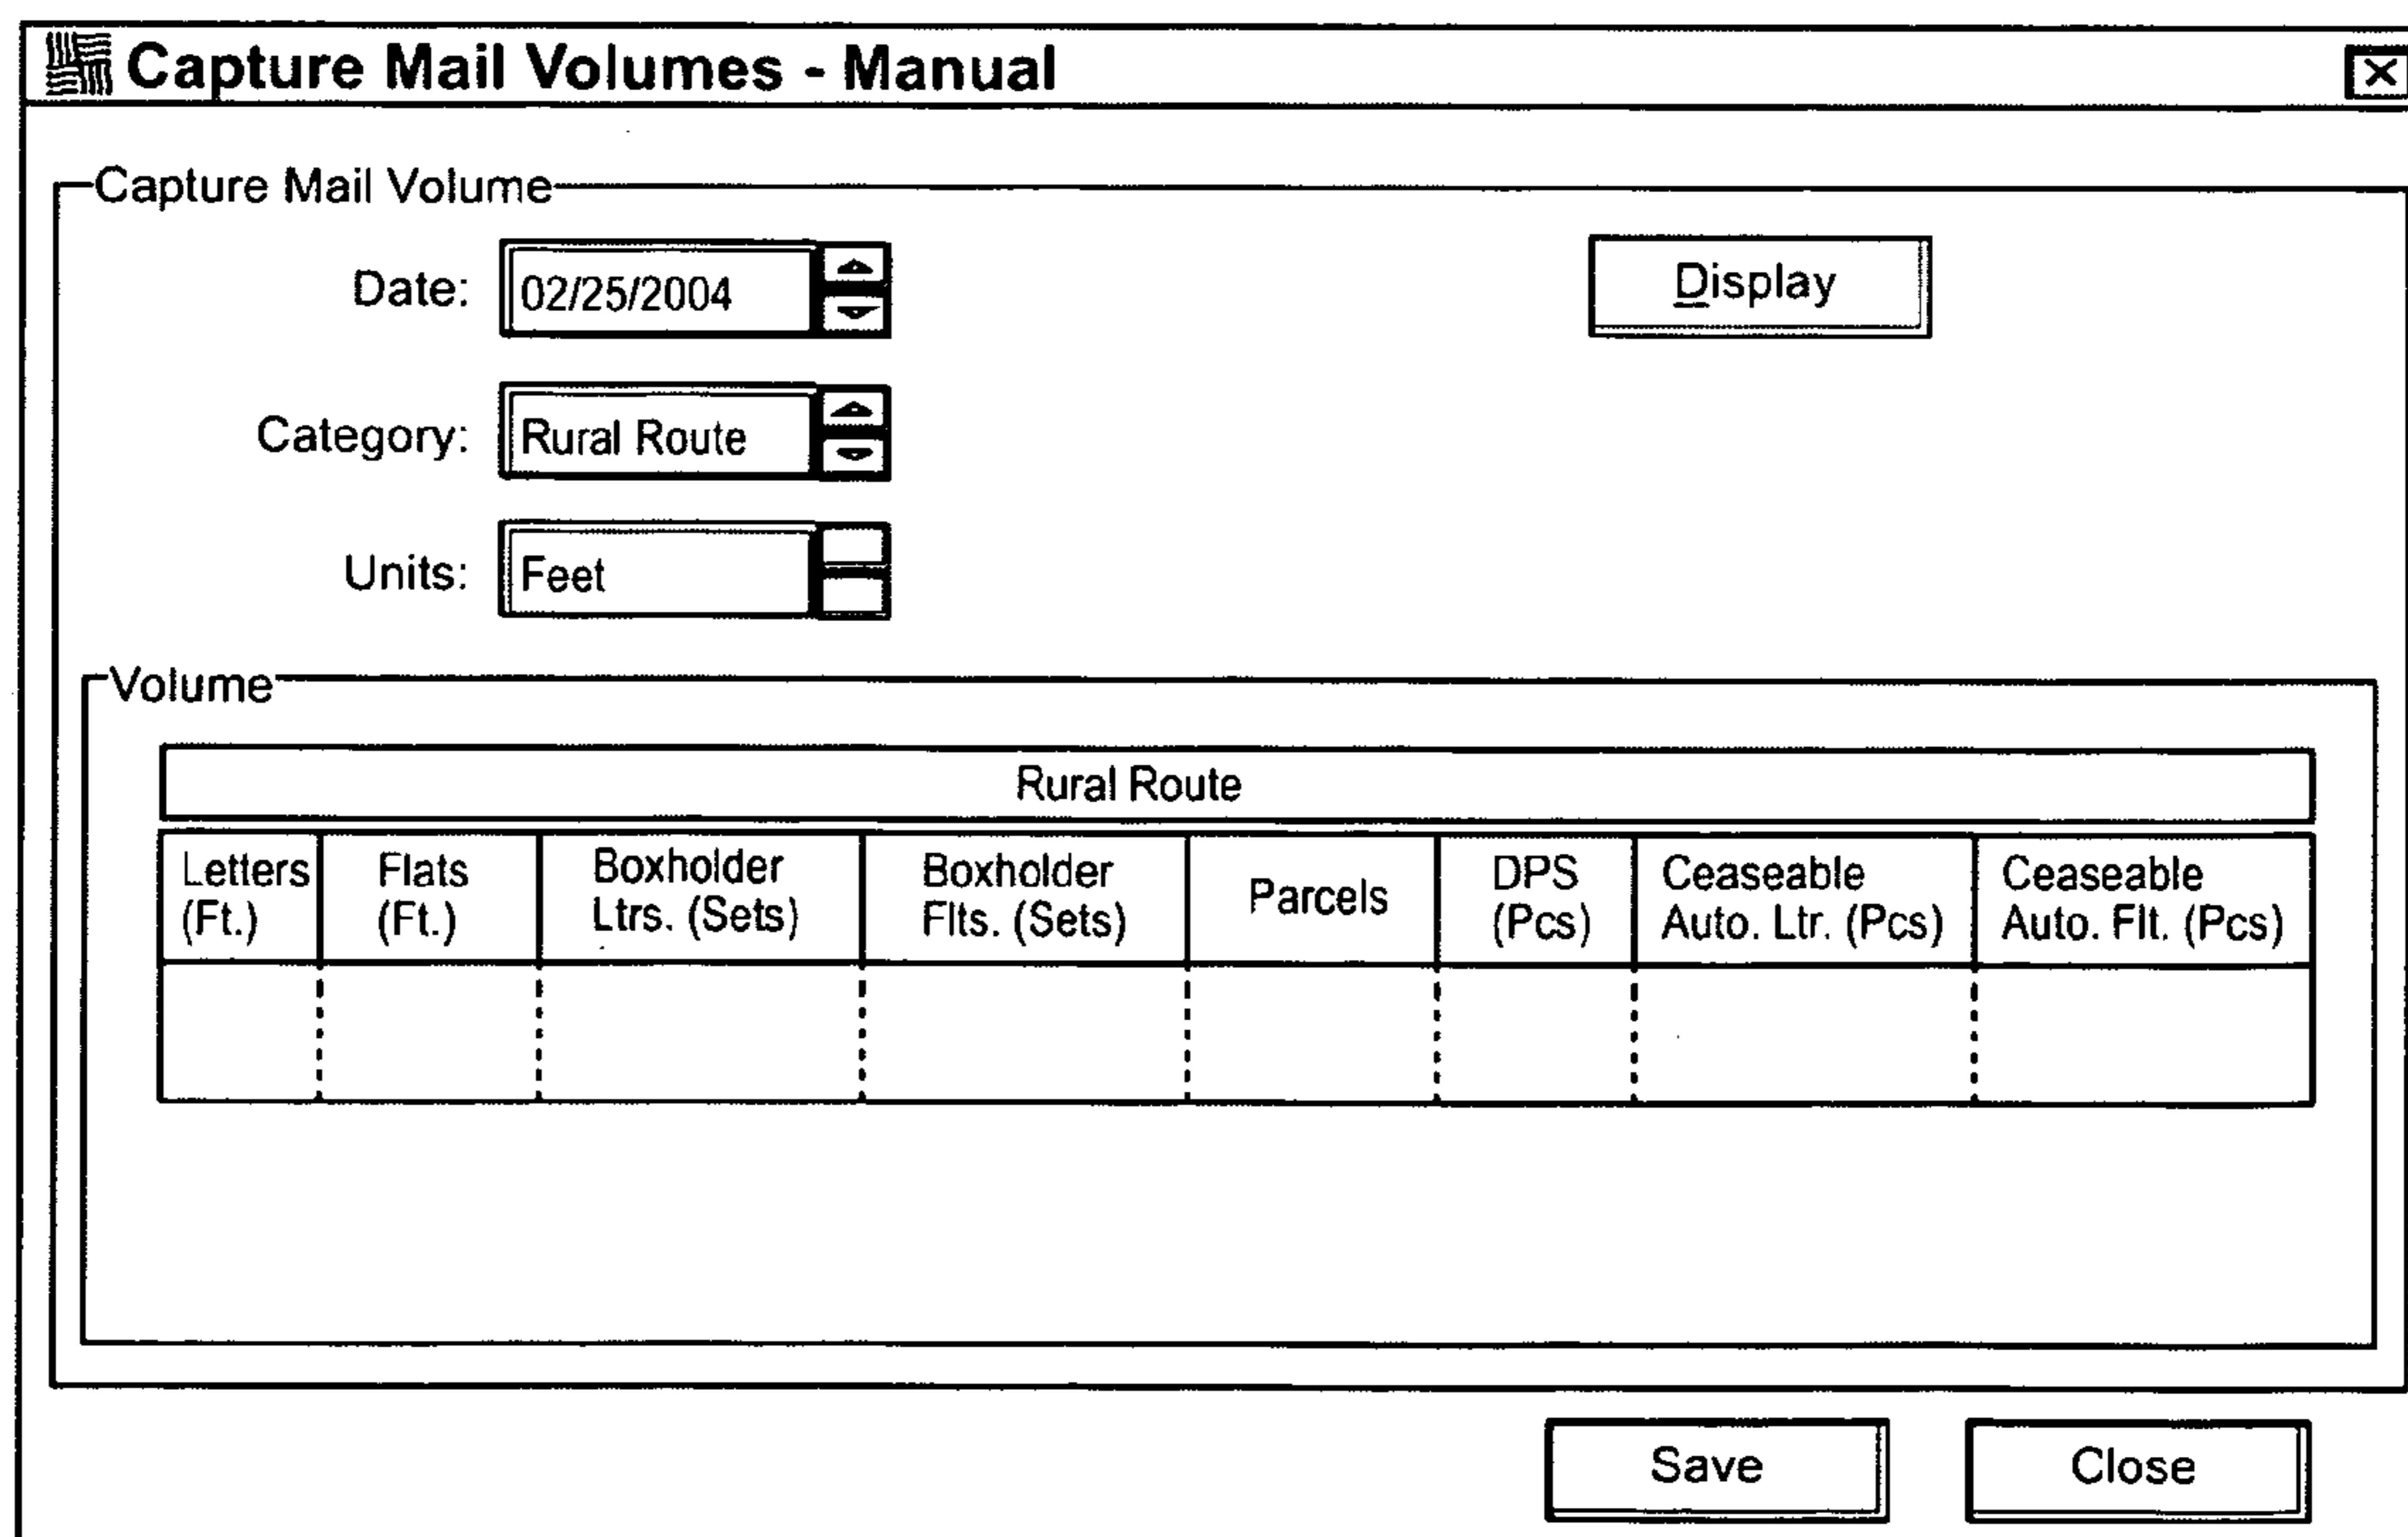 Capture Mail Volumes - Manual
Capture Mail Volume
Date: 02/25/2004
Display
Category: Rural Route
Units: Feet
Volume
Rural Route
Letters (Ft.)
Flats (Ft.)
Boxholder Ltrs. (Sets)
Boxholder Flts. (Sets)
Parcels
DPS (Pcs)
Ceaseable Auto. Ltr. (Pcs)
Ceaseable Auto. Flt. (Pcs)
Save
Close